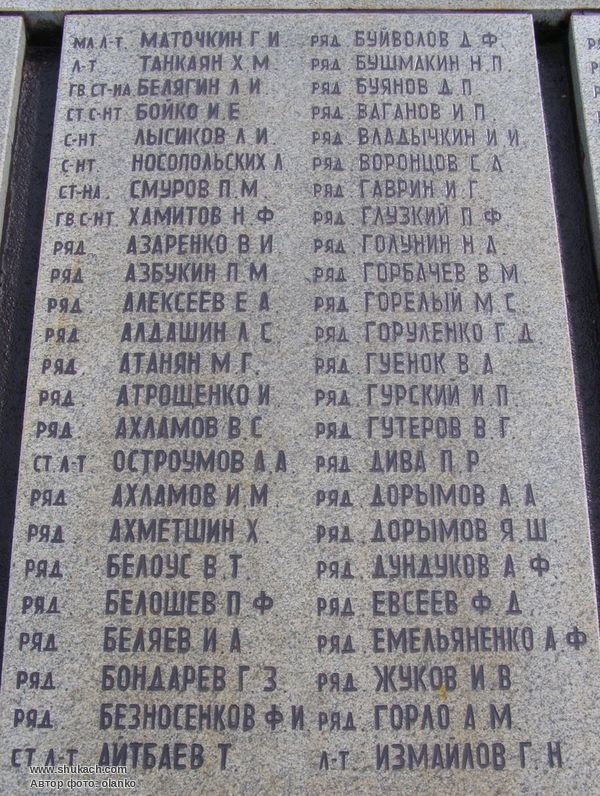 МЛ Л-Т МАТОЧКИН Г И
Л-Т ТАНКАЯН Х М
ГВ.СТ-НА БЕЛЯГИН Л И
СТ.С-НТ БОЙКО И.Е
С-НТ ЛЫСИКОВ Л.И
С-НТ. НОСОПОЛЬСКИХ Л
СТ-НА. СМУРОВ П.М
ГВ.С-НТ ХАМИТОВ Н.Ф
РЯД АЗАРЕНКО В.И
РЯД АЗБУКИН П.М
РЯД АЛЕКСЕЕВ Е А
РЯД АЛДАШИН Л С
РЯД АТАНЯН М Г.
РЯД. АТРОЩЕНКО И.
РЯД АХЛАМОВ В С
СТ Л-Т ОСТРОУМОВ А.А
РЯД. АХЛАМОВ И.М
РЯД. АХМЕТШИН Х.
РЯД. БЕЛОУС В.Т
РЯД. БЕЛОШЕВ П Ф
РЯД. БЕЛЯЕВ И.А
РЯД. БОНДАРЕВ Г.З.
РЯД. БЕЗНОСЕНКОВ Ф И
СТ.Л-Т. АЙТБАЕВ Т.
РЯД БУЙВОЛОВ Д.Ф
РЯД. БУШМАКИН Н.П.
РЯД. БУЯНОВ Д.П.
РЯД. ВАГАНОВ И П.
РЯД. ВЛАДЫЧКИН И И
РЯД ВОРОНЦОВ С А
РЯД. ГАВРИН И Г.
РЯД. ГЛУЗКИЙ П.Ф
РЯД. ГОЛУНИН Н.Д
РЯД. ГОРБАЧЕВ В.М.
РЯД. ГОРЕЛЫЙ М С.
РЯД. ГОРУЛЕНКО Г.Д.
РЯД ГУЕНОК В.А.
РЯД. ГУРСКИЙ И.П.
РЯД. ГУТЕРОВ В.Г.
РЯД. ДИВА П.Р.
РЯД. ДОРЫМОВ А.А
РЯД. ДОРЫМОВ Я.Ш.
РЯД. ДУНДУКОВ А.Ф
РЯД. ЕВСЕЕВ Ф.Д
РЯД. ЕМЕЛЬЯНЕНКО А.Ф
РЯД. ЖУКОВ И.В
РЯД. ГОРЛО А М
Л-Т. ИЗМАЙЛОВ Г.Н
www.shukach.com
Автор фото: olanko